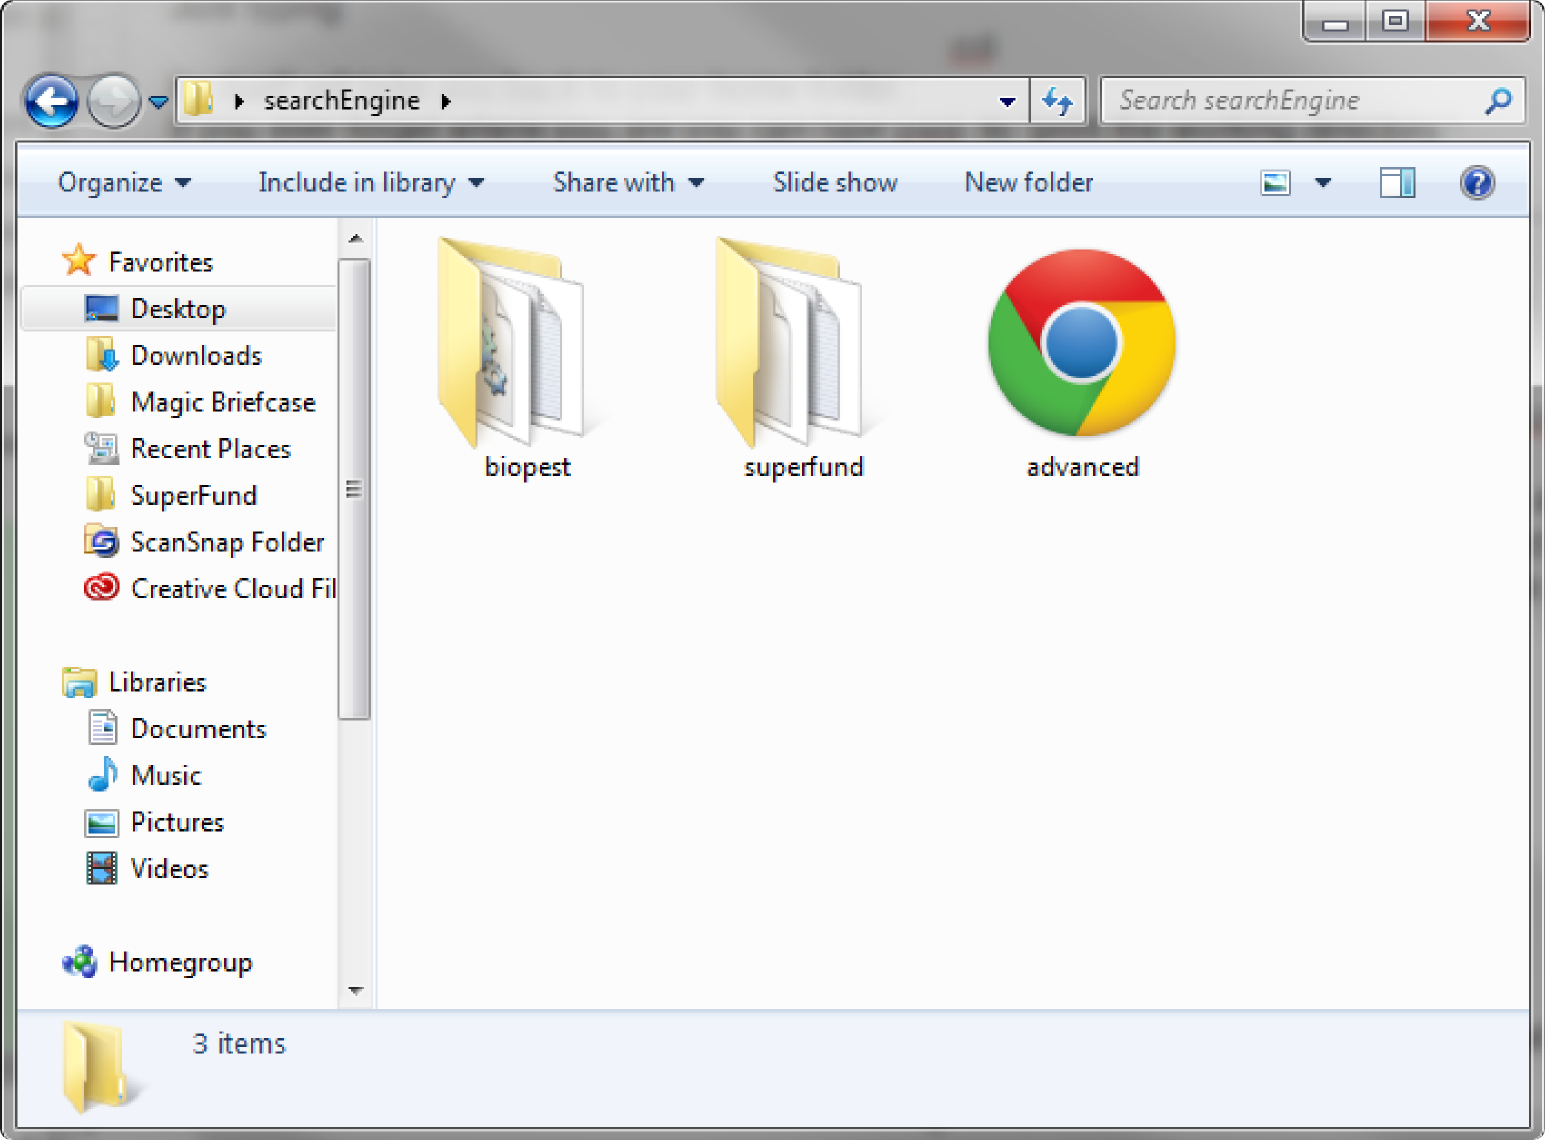 searchEngine
Search searchEngine
Organize
Include in library
Share with
Slide show
New folder
Favorites
Desktop
Downloads
Magic Briefcase
Recent Places
SuperFund
ScanSnap Folder
Creative Cloud Fil
Libraries
Documents
Music
Pictures
Videos
Homegroup
biopest
superfund
advanced
3 items